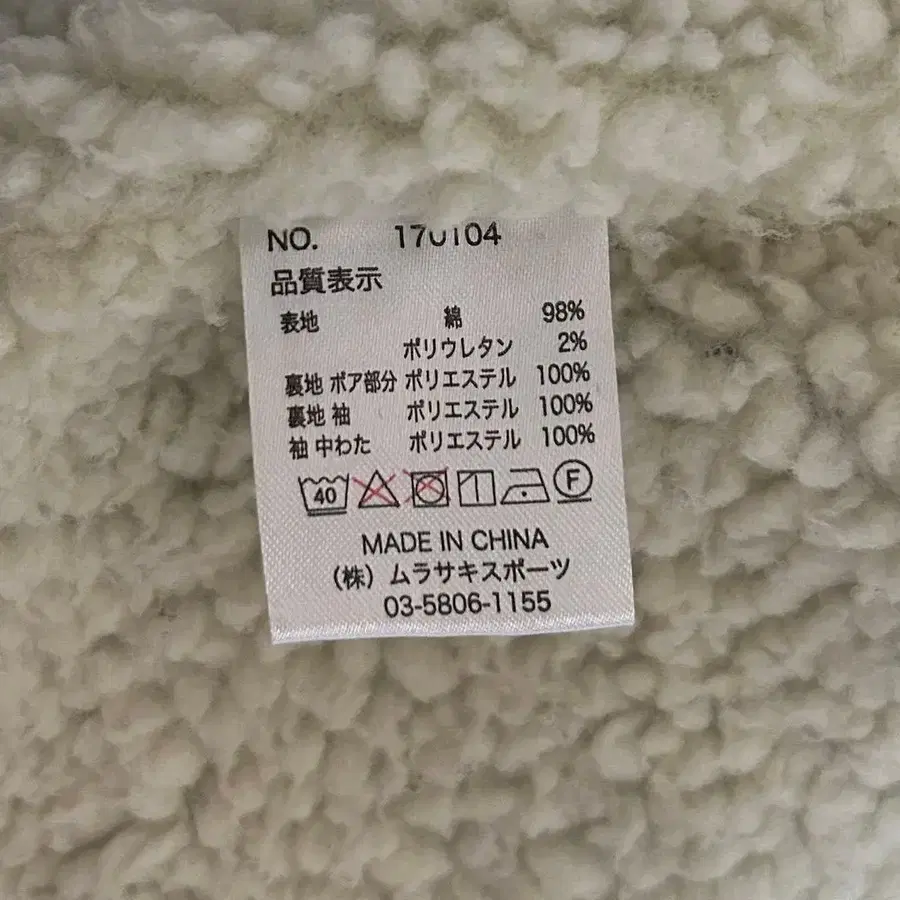 NO. 170104
品質表示
表地 綿 98%
ポリウレタン 2%
裏地 ボア部分 ポリエステル 100%
裏地 袖 ポリエステル 100%
袖 中わた ポリエステル 100%
40 F
MADE IN CHINA
(株) ムラサキスポーツ
03-5806-1155